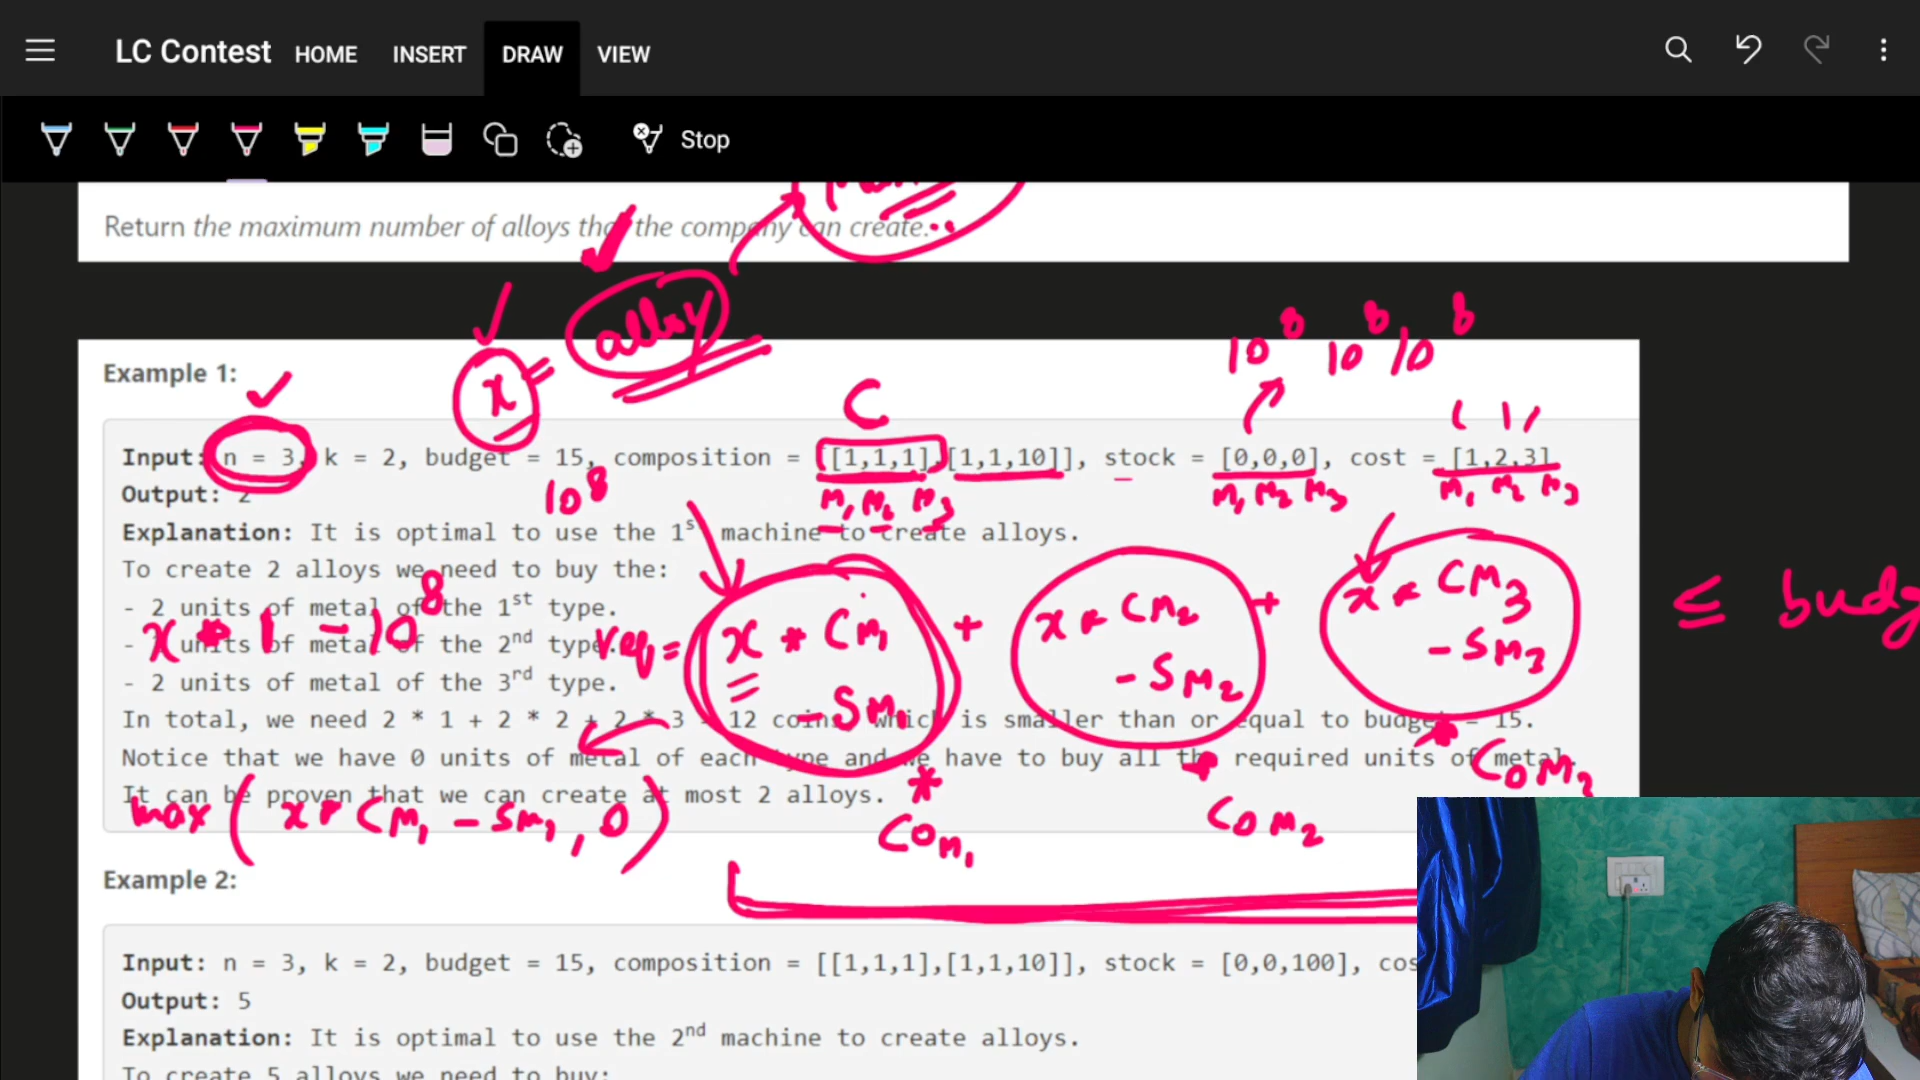 LC Contest HOME INSERT DRAW VIEW
Stop
Return the maximum number of alloys that the company can create.
alloy
x =
10^8 10^8 10^8
Example 1:
C
( 1 1
Input: n = 3, k = 2, budget = 15, composition = [[1,1,1],[1,1,10]], stock = [0,0,0], cost = [1,2,3]
10^8
M1 M2 M3
M1 M2 M3
M1 M2 M3
Output: 2
Explanation: It is optimal to use the 1st machine to create alloys.
To create 2 alloys we need to buy the:
- 2 units of metal of the 1st type.
- 2 units of metal of the 2nd type.
- 2 units of metal of the 3rd type.
x * 1 - 10^8
req = x * CM1 - SM1 + x * CM2 - SM2 + x * CM3 - SM3 ≤ budg
In total, we need 2 * 1 + 2 * 2 + 2 * 3 = 12 coins, which is smaller than or equal to budget = 15.
Notice that we have 0 units of metal of each type and we have to buy all the required units of metal.
It can be proven that we can create at most 2 alloys.
max ( x * CM1 - SM1, 0 )
* COM1
* COM2
* COM2
Example 2:
Input: n = 3, k = 2, budget = 15, composition = [[1,1,1],[1,1,10]], stock = [0,0,100], cos
Output: 5
Explanation: It is optimal to use the 2nd machine to create alloys.
To create 5 alloys we need to buy: